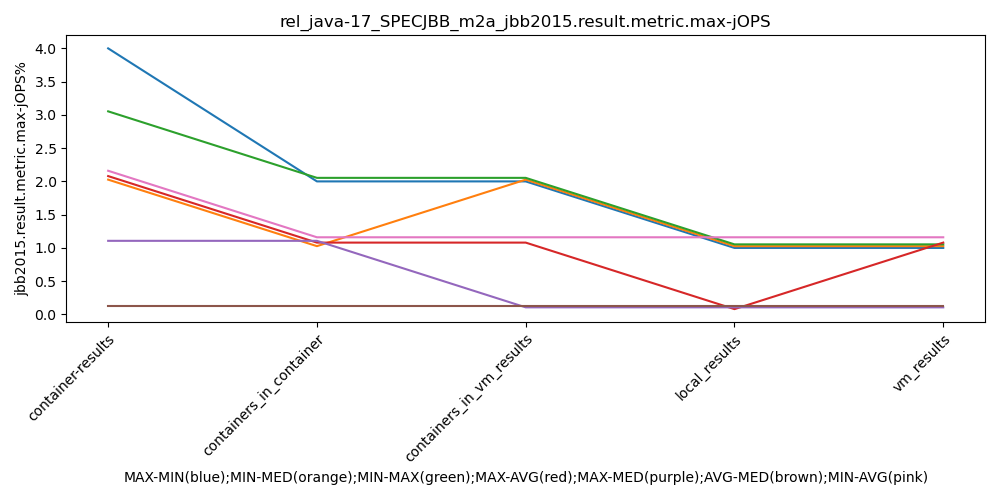 rel_java-17_SPECJBB_m2a_jbb2015.result.metric.max-jOPS
jbb2015.result.metric.max-jOPS%
4.0
3.5
3.0
2.5
2.0
1.5
1.0
0.5
0.0
container-results
containers_in_container
containers_in_vm_results
local_results
vm_results
MAX-MIN(blue);MIN-MED(orange);MIN-MAX(green);MAX-AVG(red);MAX-MED(purple);AVG-MED(brown);MIN-AVG(pink)